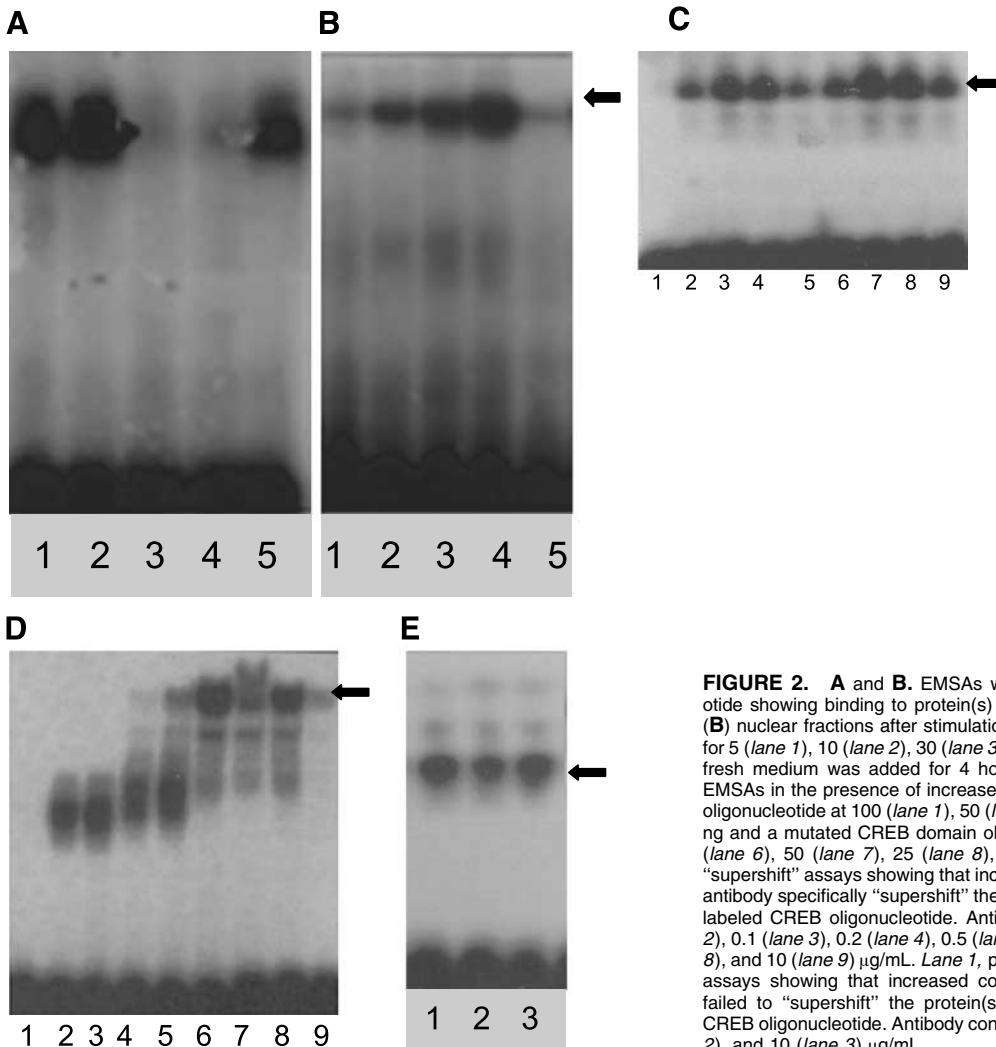 A
B
C
1 2 3 4 5
1 2 3 4 5
1 2 3 4 5 6 7 8 9
D
E
1 2 3 4 5 6 7 8 9
1 2 3
FIGURE 2. A and B. EMSAs w
otide showing binding to protein(s)
(B) nuclear fractions after stimulatio
for 5 (lane 1), 10 (lane 2), 30 (lane 3
fresh medium was added for 4 ho
EMSAs in the presence of increase
oligonucleotide at 100 (lane 1), 50 (l
ng and a mutated CREB domain ol
(lane 6), 50 (lane 7), 25 (lane 8),
“supershift” assays showing that inc
antibody specifically “supershift” the
labeled CREB oligonucleotide. Anti
2), 0.1 (lane 3), 0.2 (lane 4), 0.5 (la
8), and 10 (lane 9) μg/mL. Lane 1, p
assays showing that increased co
failed to “supershift” the protein(s
CREB oligonucleotide. Antibody con
2), and 10 (lane 3) μg/mL